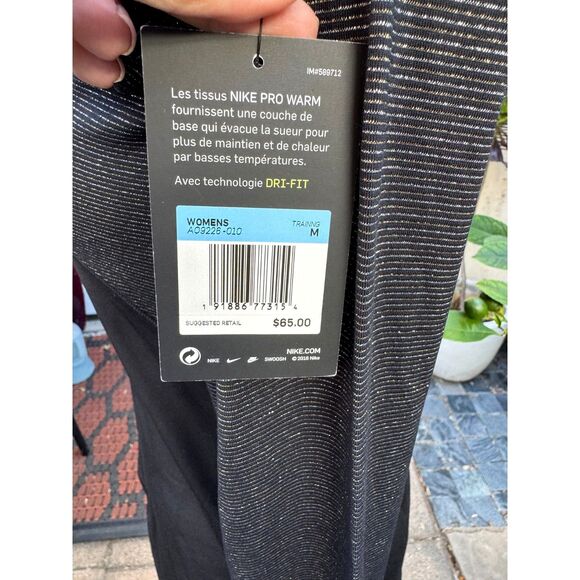 IM#589712
Les tissus NIKE PRO WARM
fournissent une couche de
base qui évacue la sueur pour
plus de maintien et de chaleur
par basses températures.
Avec technologie DRI-FIT
WOMENS TRAINING
AO9226-010 M
1 91886 77315 4
SUGGESTED RETAIL $65.00
NIKE.COM
NIKE SWOOSH © 2018 Nike